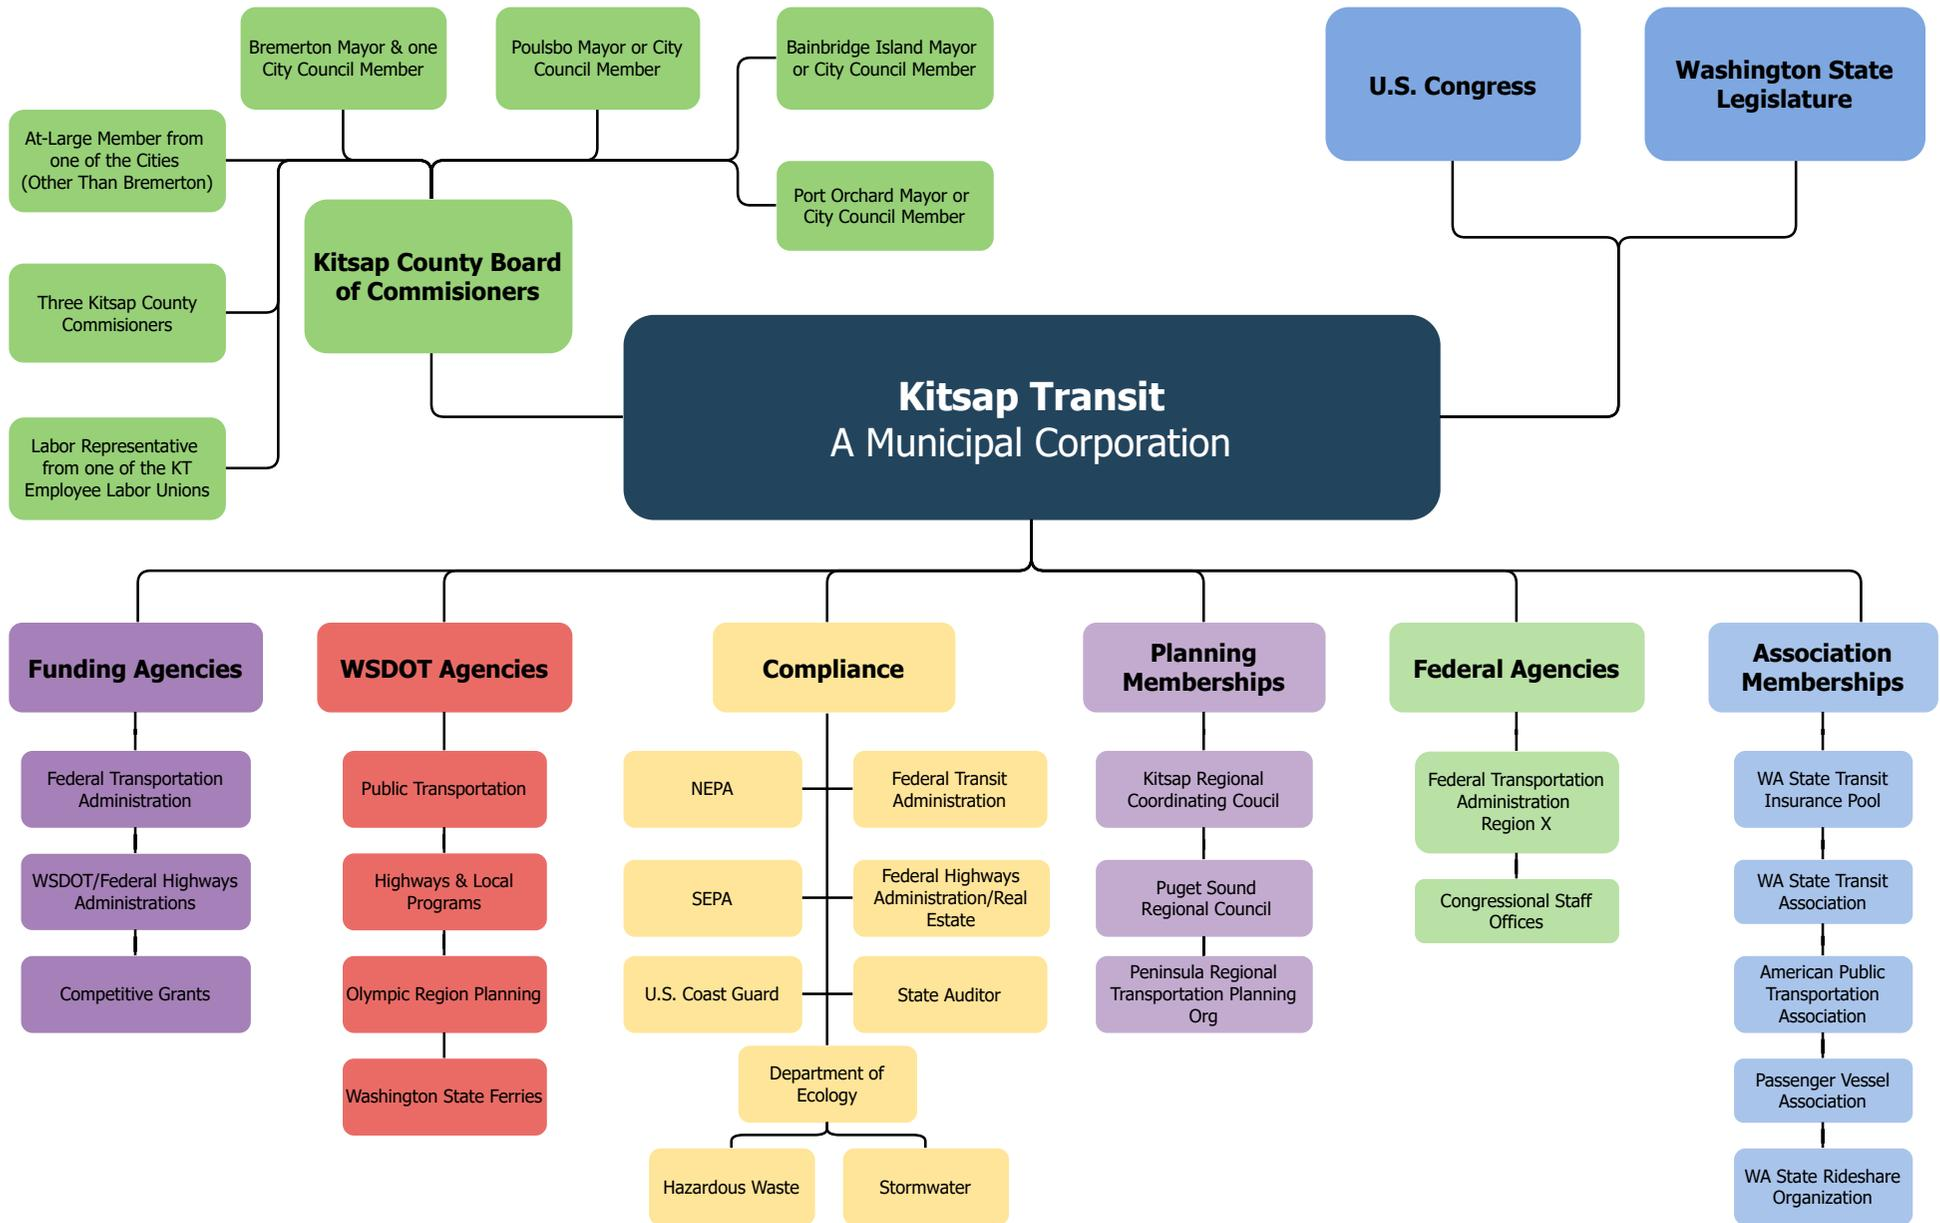 Bremerton Mayor & one
City Council Member
Poulsbo Mayor or City
Council Member
Bainbridge Island Mayor
or City Council Member
U.S. Congress
Washington State
Legislature
At-Large Member from
one of the Cities
(Other Than Bremerton)
Port Orchard Mayor or
City Council Member
Kitsap County Board
of Commisioners
Three Kitsap County
Commisioners
Labor Representative
from one of the KT
Employee Labor Unions
Kitsap Transit
A Municipal Corporation
Funding Agencies
Federal Transportation
Administration
WSDOT/Federal Highways
Administrations
Competitive Grants
WSDOT Agencies
Public Transportation
Highways & Local
Programs
Olympic Region Planning
Washington State Ferries
Compliance
NEPA
Federal Transit
Administration
SEPA
Federal Highways
Administration/Real
Estate
U.S. Coast Guard
State Auditor
Department of
Ecology
Hazardous Waste
Stormwater
Planning
Memberships
Kitsap Regional
Coordinating Coucil
Puget Sound
Regional Council
Peninsula Regional
Transportation Planning
Org
Federal Agencies
Federal Transportation
Administration
Region X
Congressional Staff
Offices
Association
Memberships
WA State Transit
Insurance Pool
WA State Transit
Association
American Public
Transportation
Association
Passenger Vessel
Association
WA State Rideshare
Organization